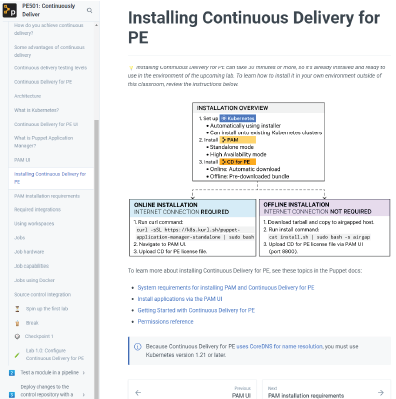 PE501: Continuously
Deliver
How do you achieve continuous
delivery?
Some advantages of continuous
delivery
Continuous delivery testing levels
Continuous Delivery for PE
Architecture
What is Kubernetes?
Continuous Delivery for PE UI
What is Puppet Application
Manager?
PAM UI
Installing Continuous Delivery for
PE
PAM installation requirements
Required integrations
Using workspaces
Jobs
Job hardware
Job capabilities
Jobs using Docker
Source control integration
Spin up the first lab
Break
Checkpoint 1
Lab 1.0: Configure
Continuous Delivery for PE
Test a module in a pipeline
Deploy changes to the
control repository with a
Installing Continuous Delivery for
PE
Installing Continuous Delivery for PE can take 30 minutes or more, so it's already installed and ready to
use in the environment of the upcoming lab. To learn how to install it in your own environment outside of
this classroom, review the instructions below.
INSTALLATION OVERVIEW
1. Set up Kubernetes
• Automatically using installer
• Can install onto existing Kubernetes clusters
2. Install PAM
• Standalone mode
• High Availability mode
3. Install CD for PE
• Online: Automatic download
• Offline: Pre-downloaded bundle
ONLINE INSTALLATION
INTERNET CONNECTION REQUIRED
1. Run curl command:
curl -sSL https://k8s.kurl.sh/puppet-
application-manager-standalone | sudo bash
2. Navigate to PAM UI
3. Upload CD for PE license file.
OFFLINE INSTALLATION
INTERNET CONNECTION NOT REQUIRED
1. Download tarball and copy to airgapped host.
2. Run install command:
cat install.sh | sudo bash -s airgap
3. Upload CD for PE license file via PAM UI
(port 8800).
To learn more about installing Continuous Delivery for PE, see these topics in the Puppet docs:
• System requirements for installing PAM and Continuous Delivery for PE
• Install applications via the PAM UI
• Getting Started with Continuous Delivery for PE
• Permissions reference
Because Continuous Delivery for PE uses CoreDNS for name resolution, you must use
Kubernetes version 1.21 or later.
Previous
PAM UI
Next
PAM installation requirements